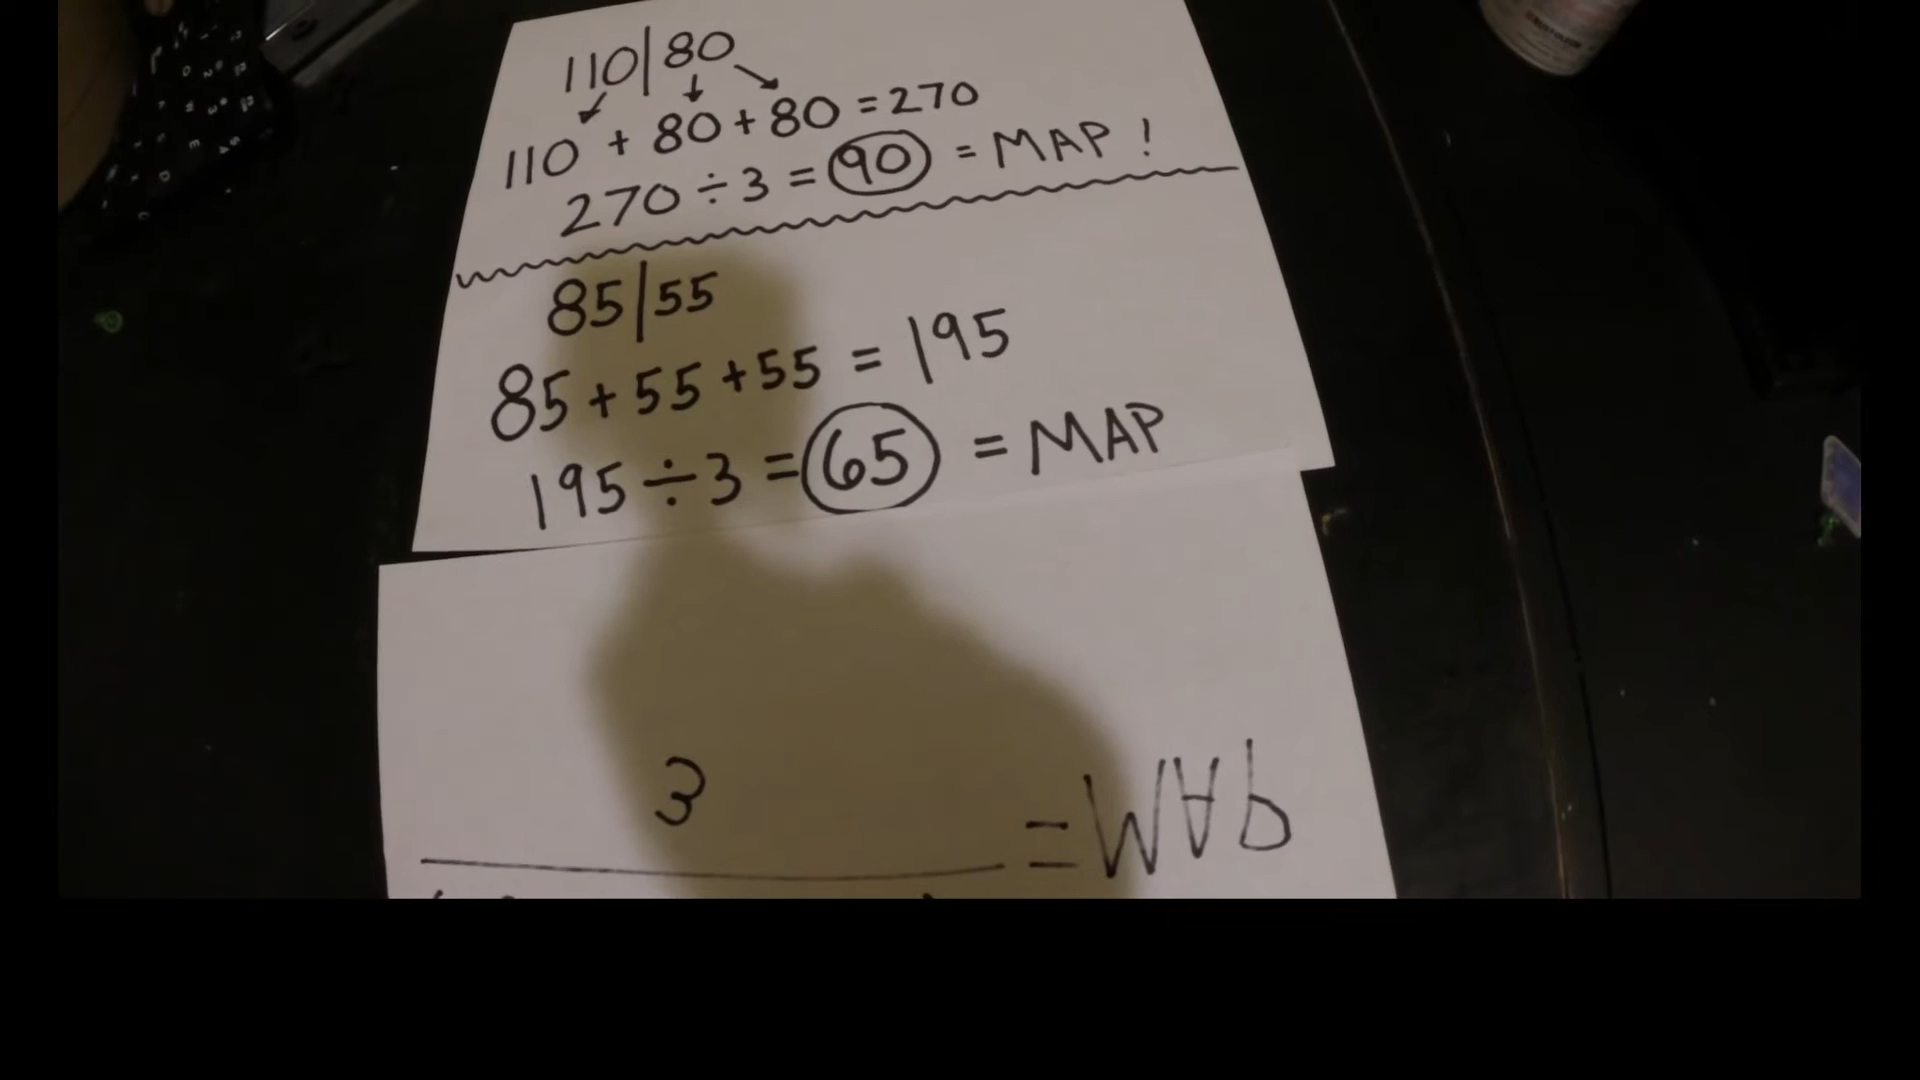 110|80
110 + 80 + 80 = 270
270 ÷ 3 = 90 = MAP!
85|55
85 + 55 + 55 = 195
195 ÷ 3 = 65 = MAP
3
= MAP